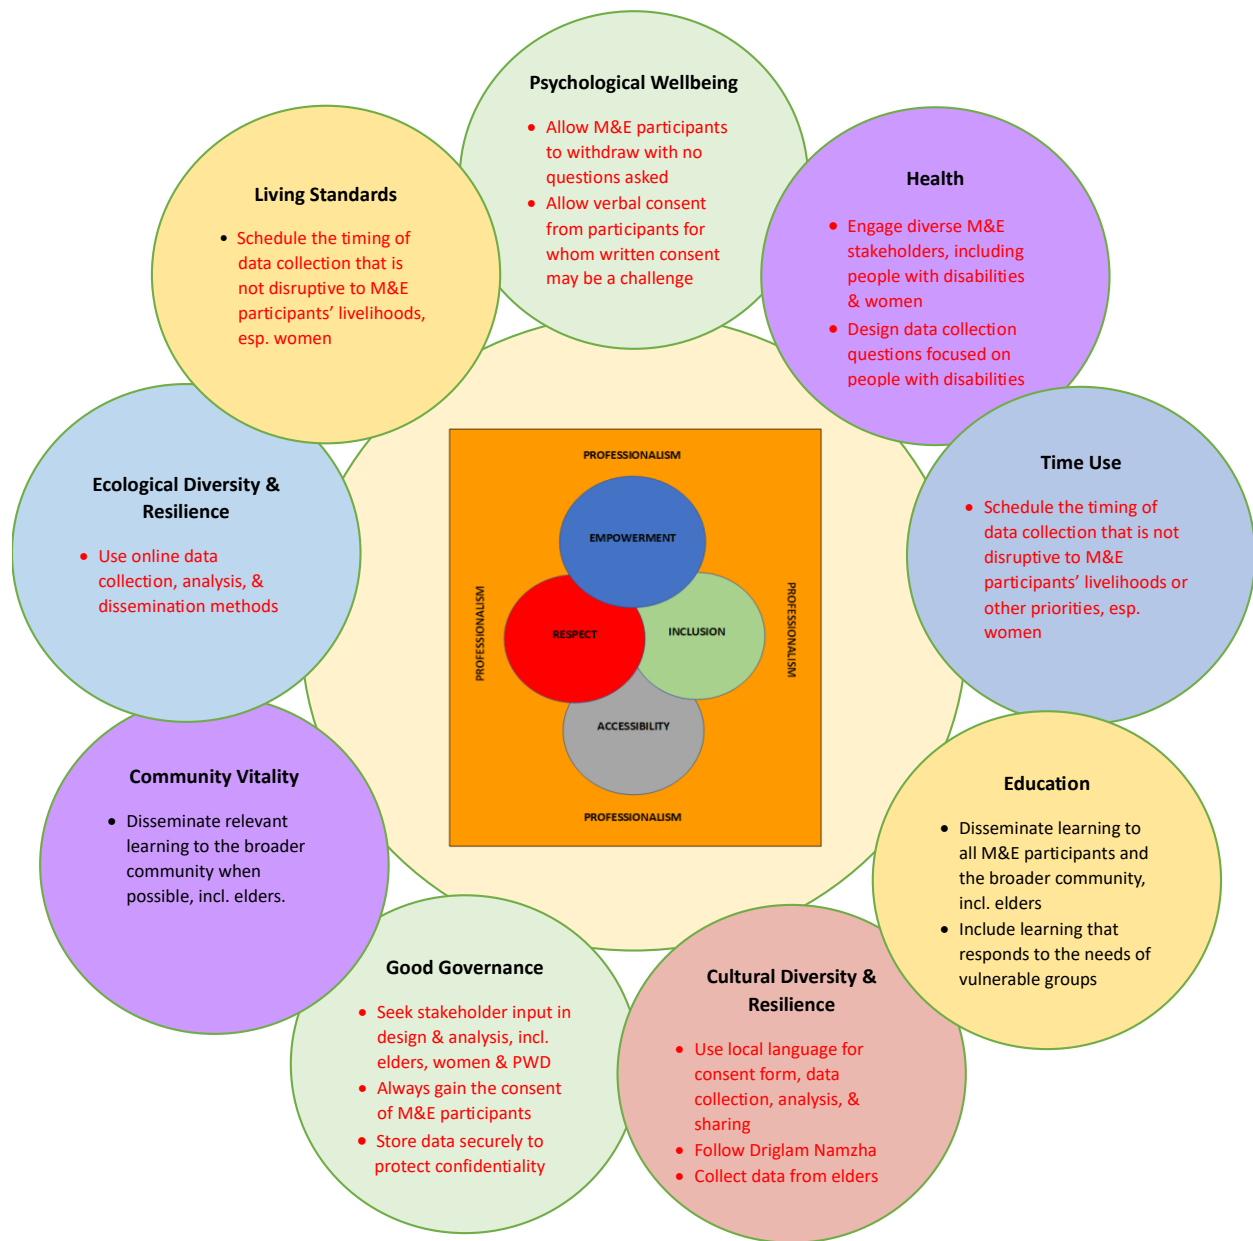 Psychological Wellbeing
• Allow M&E participants
to withdraw with no
questions asked
• Allow verbal consent
from participants for
whom written consent
may be a challenge
Health
• Engage diverse M&E
stakeholders, including
people with disabilities
& women
• Design data collection
questions focused on
people with disabilities
Time Use
• Schedule the timing of
data collection that is not
disruptive to M&E
participants’ livelihoods or
other priorities, esp.
women
Education
• Disseminate learning to
all M&E participants and
the broader community,
incl. elders
• Include learning that
responds to the needs of
vulnerable groups
Cultural Diversity &
Resilience
• Use local language for
consent form, data
collection, analysis, &
sharing
• Follow Driglam Namzha
• Collect data from elders
Good Governance
• Seek stakeholder input in
design & analysis, incl.
elders, women & PWD
• Always gain the consent
of M&E participants
• Store data securely to
protect confidentiality
Community Vitality
• Disseminate relevant
learning to the broader
community when
possible, incl. elders.
Ecological Diversity &
Resilience
• Use online data
collection, analysis, &
dissemination methods
Living Standards
• Schedule the timing of
data collection that is
not disruptive to M&E
participants’ livelihoods,
esp. women
PROFESSIONALISM
EMPOWERMENT
PROFESSIONALISM
RESPECT
INCLUSION
PROFESSIONALISM
ACCESSIBILITY
PROFESSIONALISM